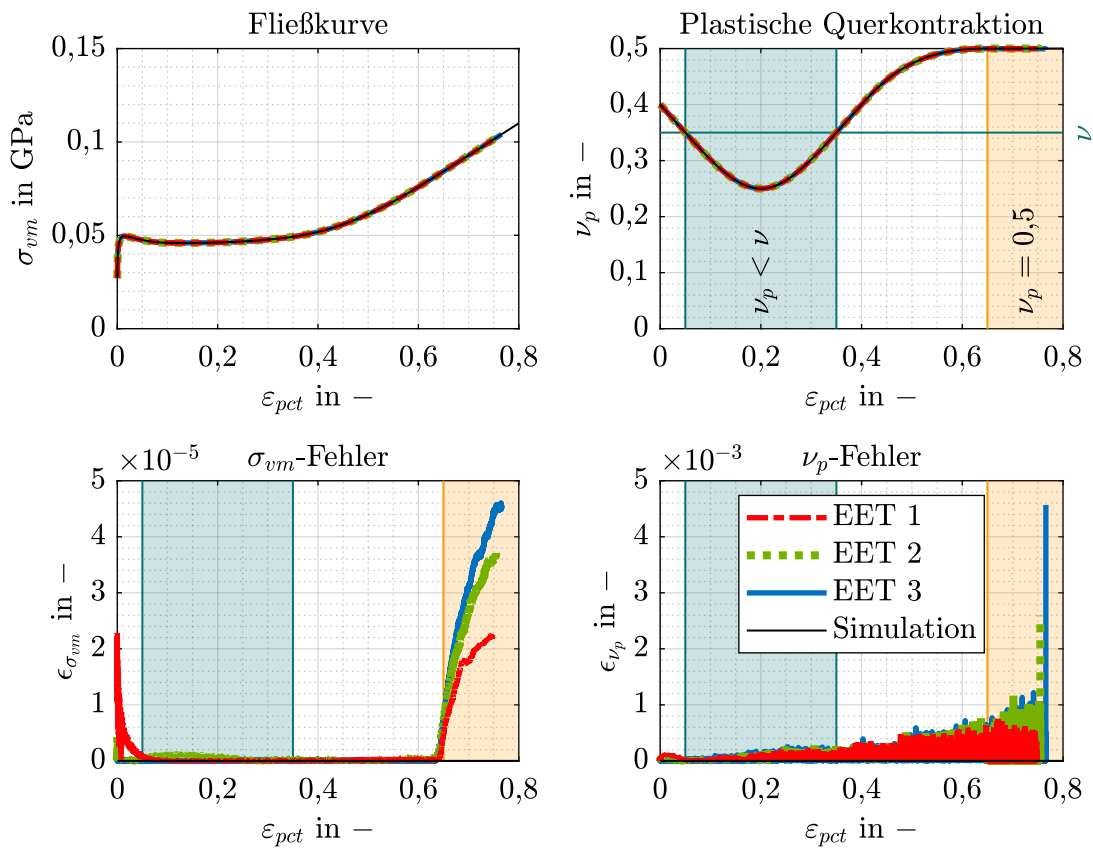 Fließkurve
0,15
0,1
0,05
0
σ_vm in GPa
0 0,2 0,4 0,6 0,8
ε_pct in −
Plastische Querkontraktion
0,5
0,4
0,3
0,2
0,1
0
ν_p in −
ν_p < ν
ν_p = 0,5
ν
0 0,2 0,4 0,6 0,8
ε_pct in −
×10^−5
σ_vm-Fehler
5
4
3
2
1
0
ϵ_σ_vm in −
0 0,2 0,4 0,6 0,8
ε_pct in −
×10^−3
ν_p-Fehler
5
4
3
2
1
0
ϵ_ν_p in −
EET 1
EET 2
EET 3
Simulation
0 0,2 0,4 0,6 0,8
ε_pct in −